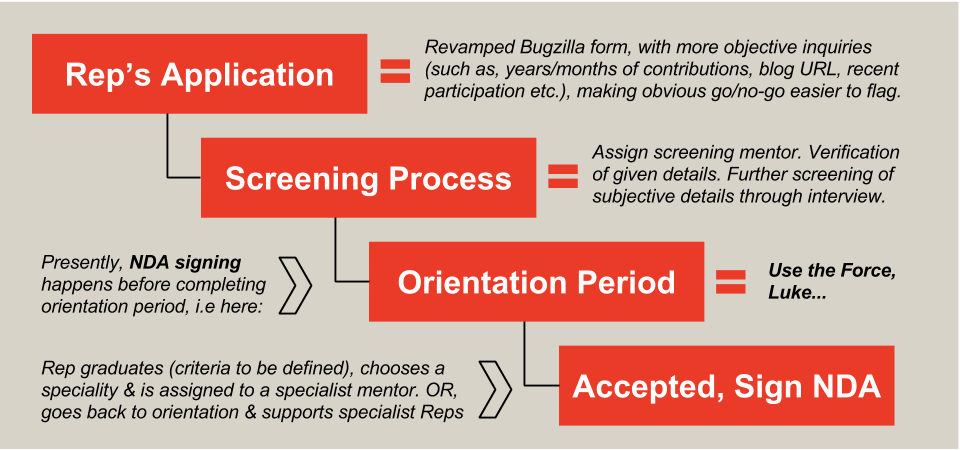 Rep's Application
Revamped Bugzilla form, with more objective inquiries
(such as, years/months of contributions, blog URL, recent
participation etc.), making obvious go/no-go easier to flag.
Screening Process
Assign screening mentor. Verification
of given details. Further screening of
subjective details through interview.
Presently, NDA signing
happens before completing
orientation period, i.e here:
Orientation Period
Use the Force,
Luke...
Rep graduates (criteria to be defined), chooses a
speciality & is assigned to a specialist mentor. OR,
goes back to orientation & supports specialist Reps
Accepted, Sign NDA